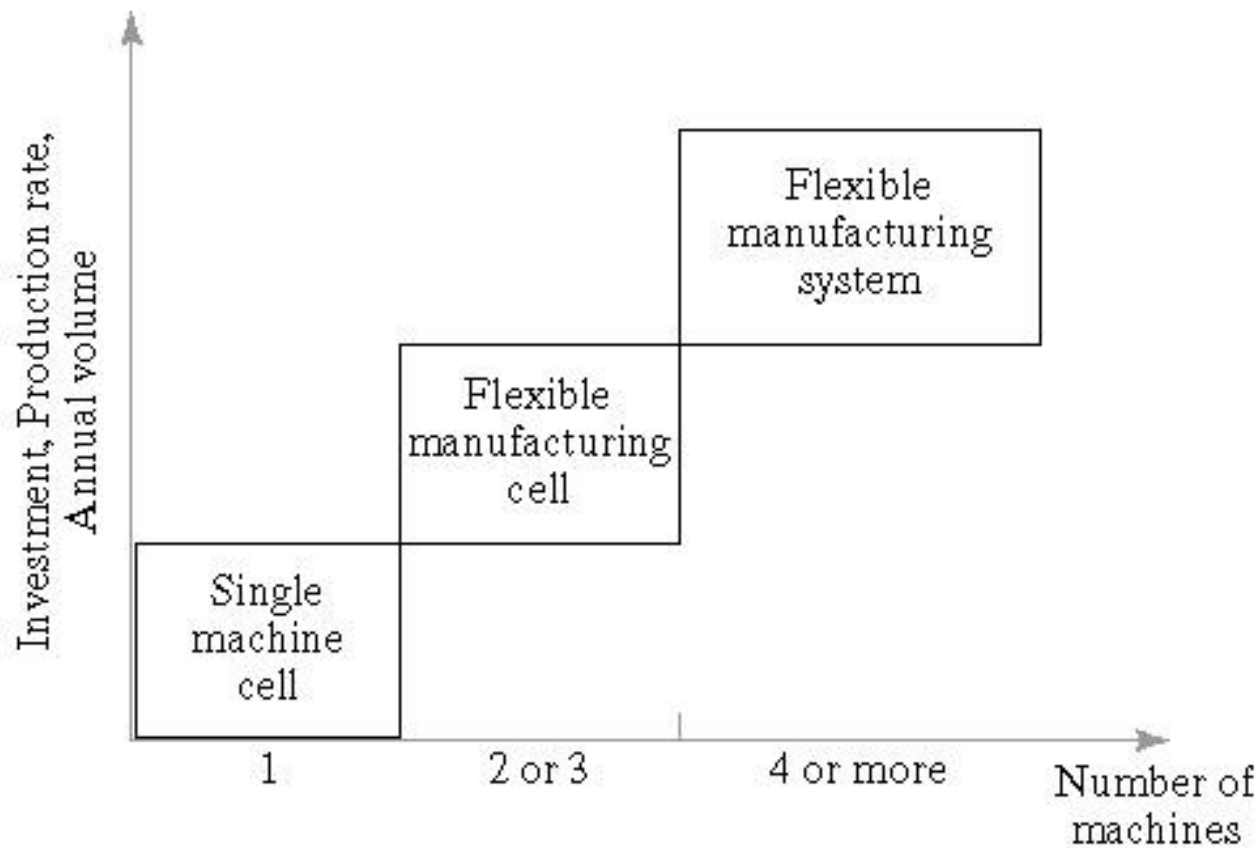 Investment, Production rate,
Annual volume
Flexible
manufacturing
system
Flexible
manufacturing
cell
Single
machine
cell
1
2 or 3
4 or more
Number of
machines